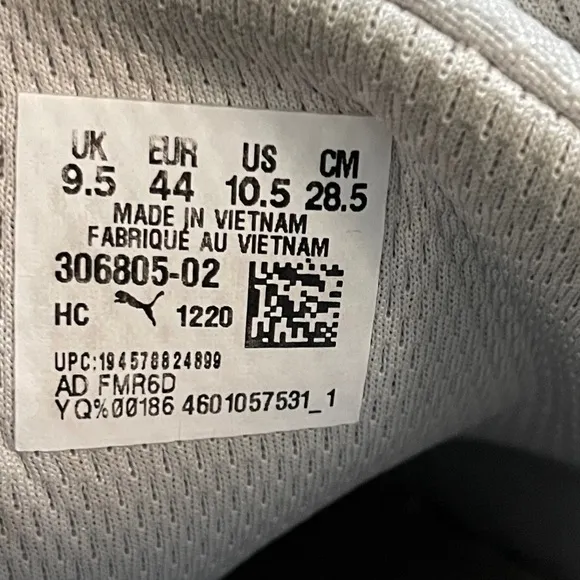 UK EUR US CM
9.5 44 10.5 28.5
MADE IN VIETNAM
FABRIQUÉ AU VIETNAM
306805-02
HC 1220
UPC:194578824899
AD FMR6D
YQ%00186 4601057531_1